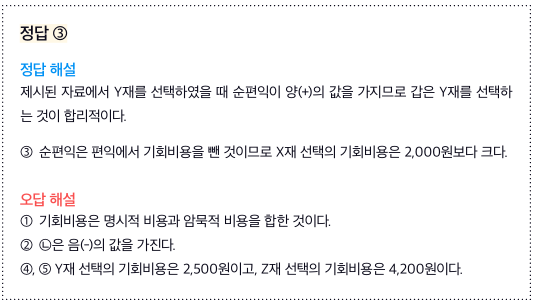 정답 ③
정답 해설
제시된 자료에서 Y재를 선택하였을 때 순편익이 양(+)의 값을 가지므로 갑은 Y재를 선택하
는 것이 합리적이다.
③ 순편익은 편익에서 기회비용을 뺀 것이므로 X재 선택의 기회비용은 2,000원보다 크다.
오답 해설
① 기회비용은 명시적 비용과 암묵적 비용을 합한 것이다.
② ㉡은 음(-)의 값을 가진다.
④, ⑤ Y재 선택의 기회비용은 2,500원이고, Z재 선택의 기회비용은 4,200원이다.